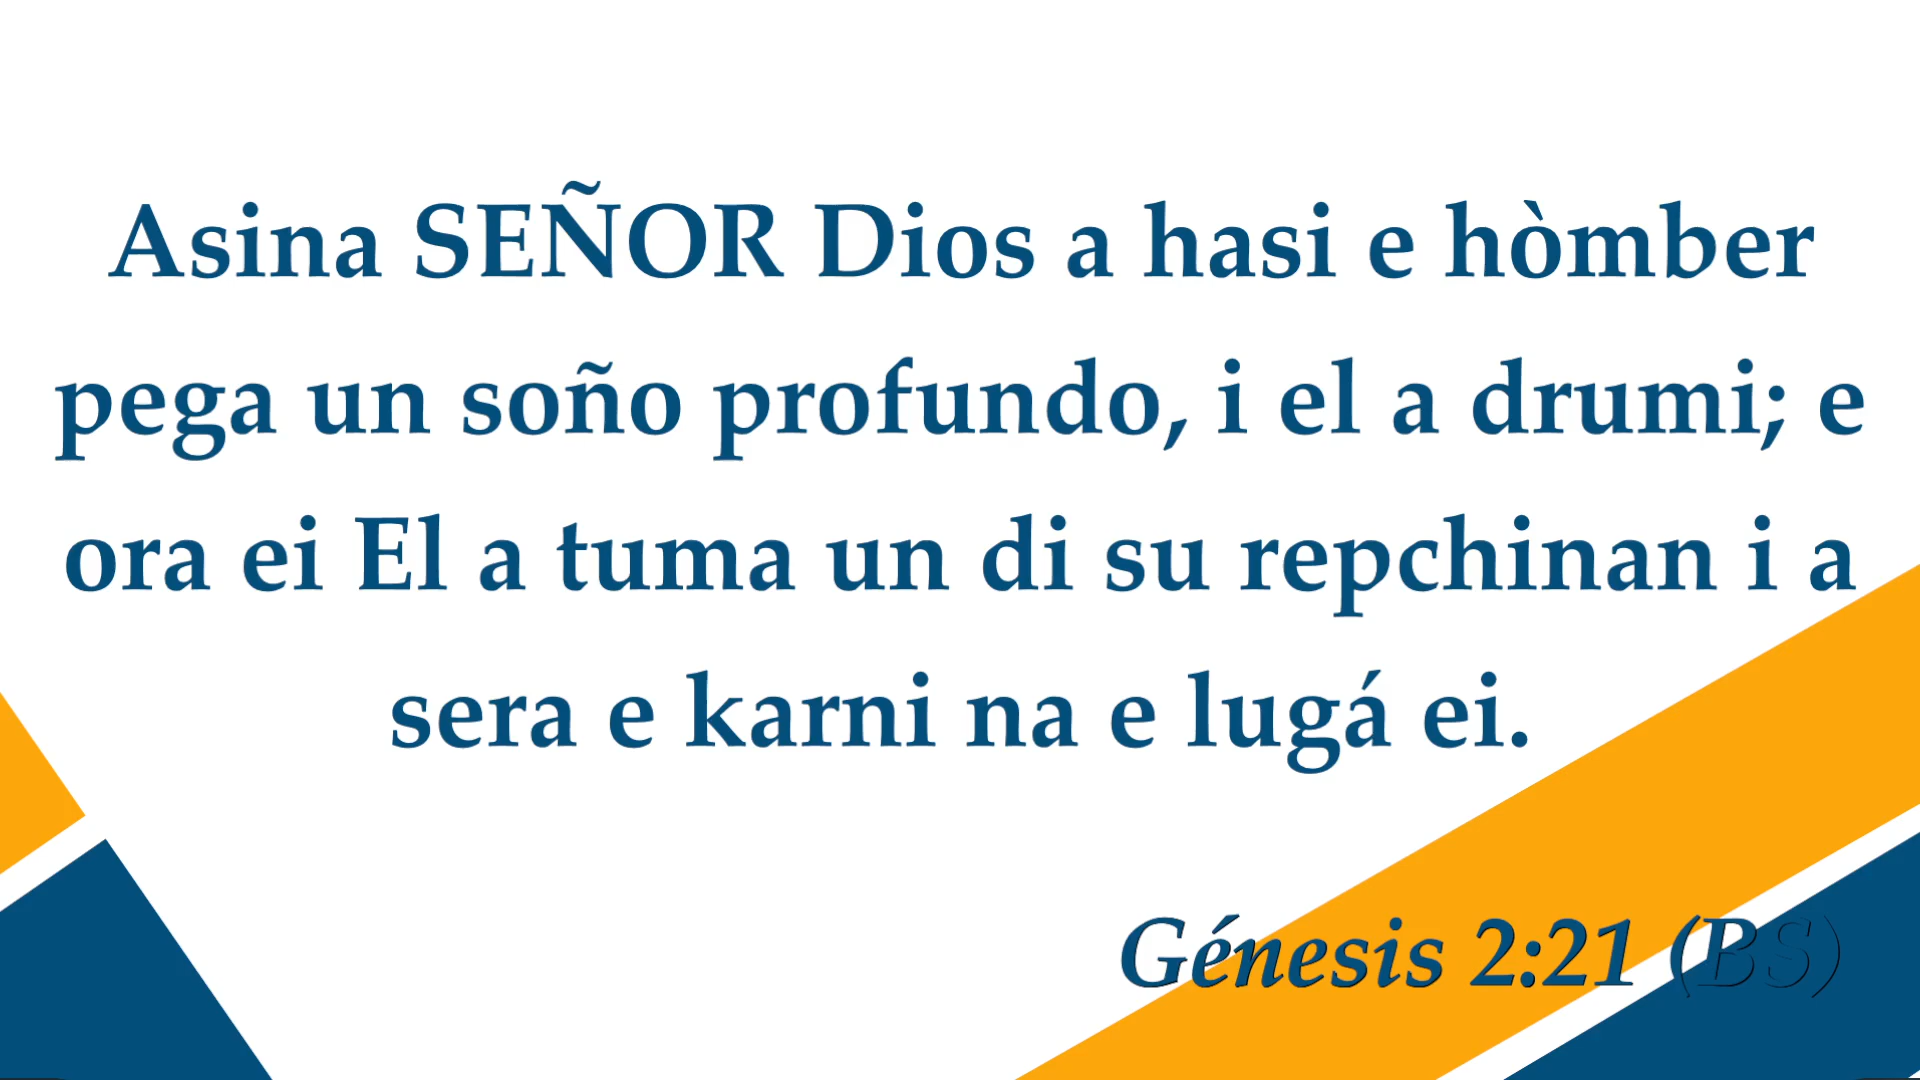 Asina SEÑOR Dios a hasi e hòmber
pega un soño profundo, i el a drumi; e
ora ei El a tuma un di su repchinan i a
sera e karni na e lugá ei.
Génesis 2:21 (BS)